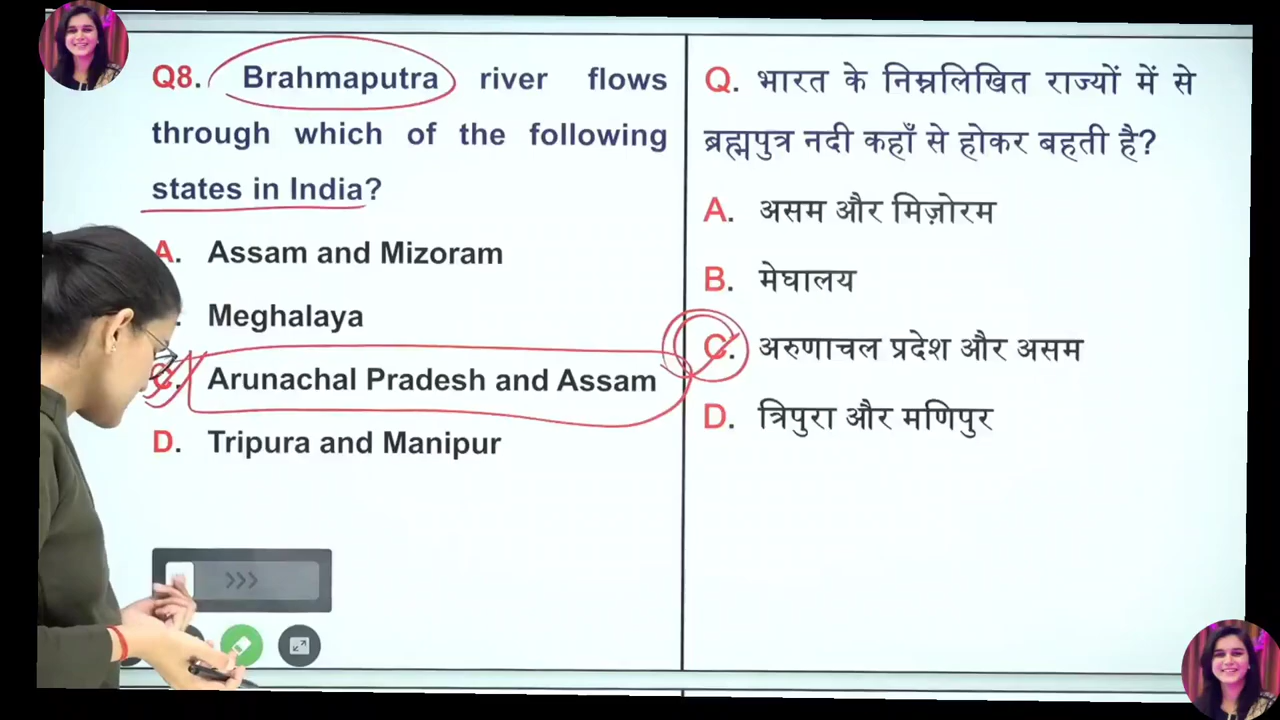 Q8. Brahmaputra river flows
through which of the following
states in India?
A. Assam and Mizoram
Meghalaya
C. Arunachal Pradesh and Assam
D. Tripura and Manipur
Q. भारत के निम्नलिखित राज्यों में से
ब्रह्मपुत्र नदी कहाँ से होकर बहती है?
A. असम और मिज़ोरम
B. मेघालय
C. अरुणाचल प्रदेश और असम
D. त्रिपुरा और मणिपुर
>>>